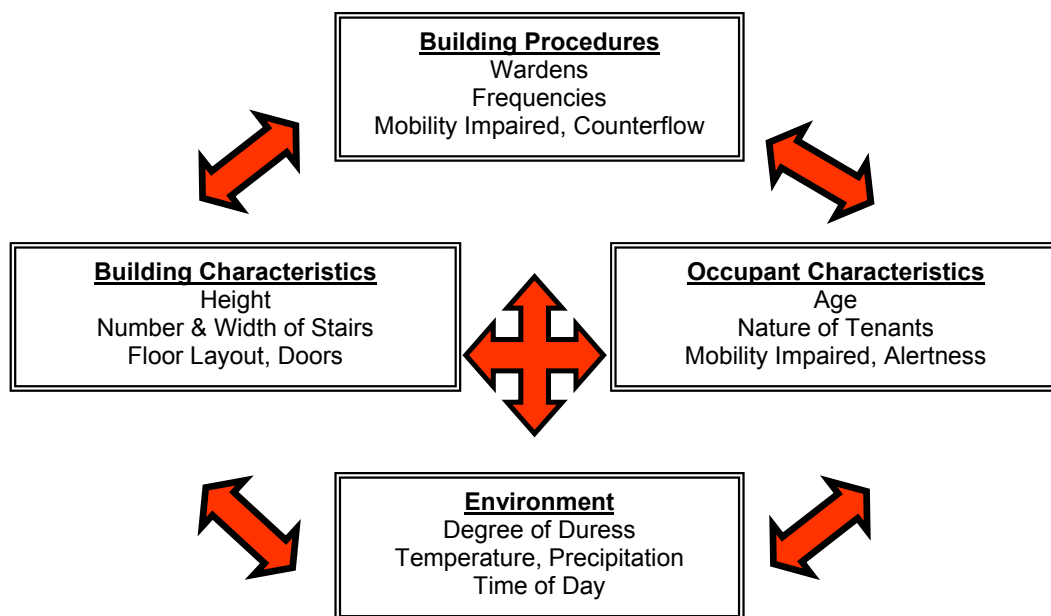 Building Procedures
Wardens
Frequencies
Mobility Impaired, Counterflow
Building Characteristics
Height
Number & Width of Stairs
Floor Layout, Doors
Occupant Characteristics
Age
Nature of Tenants
Mobility Impaired, Alertness
Environment
Degree of Duress
Temperature, Precipitation
Time of Day